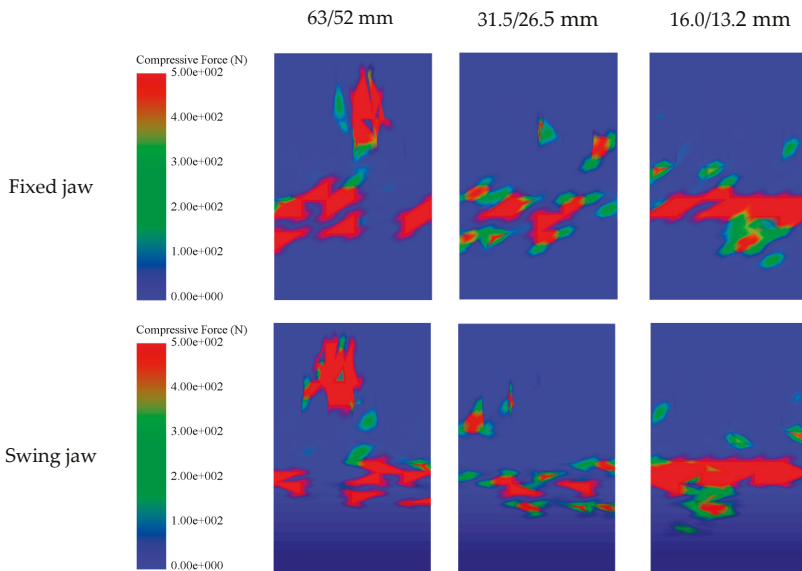 63/52 mm
31.5/26.5 mm
16.0/13.2 mm
Compressive Force (N)
5.00e+002
4.00e+002
3.00e+002
2.00e+002
1.00e+002
0.00e+000
Fixed jaw
Compressive Force (N)
5.00e+002
4.00e+002
3.00e+002
2.00e+002
1.00e+002
0.00e+000
Swing jaw